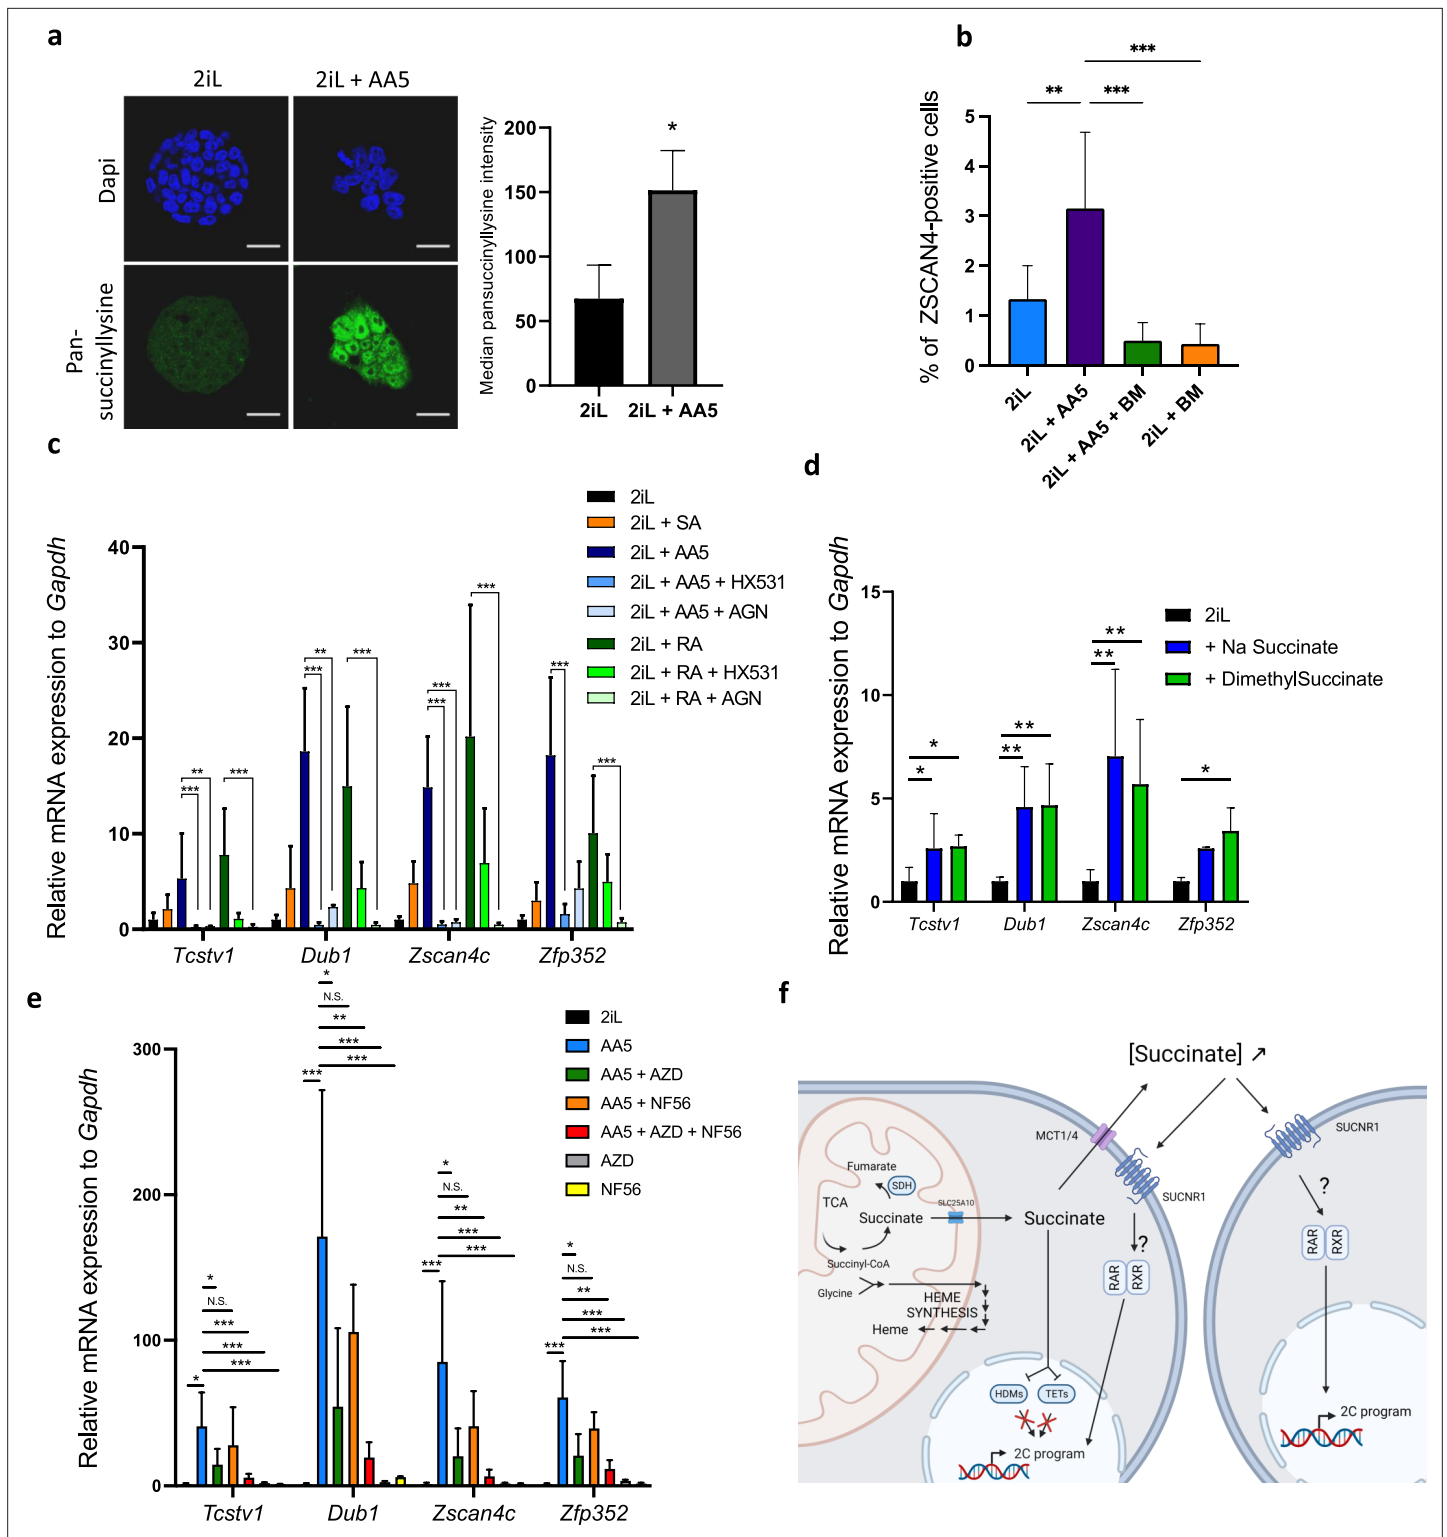 a
2iL
2iL + AA5
Dapi
Pan-
succinyllysine
Median pansuccinyllysine intensity
200
150
100
50
0
*
2iL
2iL + AA5
b
% of ZSCAN4-positive cells
***
** ***
5
4
3
2
1
0
2iL
2iL + AA5
2iL + AA5 + BM
2iL + BM
c
Relative mRNA expression to Gapdh
40
30
20
10
0
2iL
2iL + SA
2iL + AA5
2iL + AA5 + HX531
2iL + AA5 + AGN
2iL + RA
2iL + RA + HX531
2iL + RA + AGN
**
***
***
**
***
***
***
***
***
***
***
Tcstv1
Dub1
Zscan4c
Zfp352
d
Relative mRNA expression to Gapdh
15
10
5
0
2iL
+ Na Succinate
+ DimethylSuccinate
*
*
**
**
**
**
*
Tcstv1
Dub1
Zscan4c
Zfp352
e
Relative mRNA expression to Gapdh
300
200
100
0
2iL
AA5
AA5 + AZD
AA5 + NF56
AA5 + AZD + NF56
AZD
NF56
*
N.S.
***
***
***
*
*
N.S.
**
***
***
***
*
N.S.
**
***
***
***
*
N.S.
**
***
***
***
Tcstv1
Dub1
Zscan4c
Zfp352
f
[Succinate] ↗
MCT1/4
SUCNR1
SUCNR1
Fumarate
SDH
TCA
SLC25A10
Succinate
Succinate
Succinyl-CoA
Glycine
HEME
SYNTHESIS
Heme
?
?
RAR
RXR
RAR
RXR
HDMs
TETs
2C program
2C program